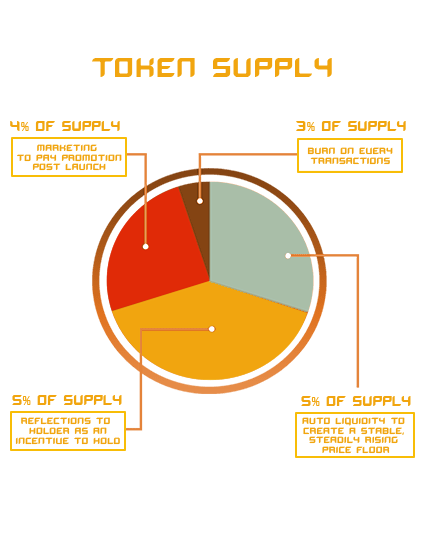 TOKEN SUPPLY
4% OF SUPPLY
MARKETING
TO PAY PROMOTION
POST LAUNCH
3% OF SUPPLY
BURN ON EVERY
TRANSACTIONS
5% OF SUPPLY
REFLECTIONS TO
HOLDER AS AN
INCENTIVE TO HOLD
5% OF SUPPLY
AUTO LIQUIDITY TO
CREATE A STABLE,
STEADILY RISING
PRICE FLOOR